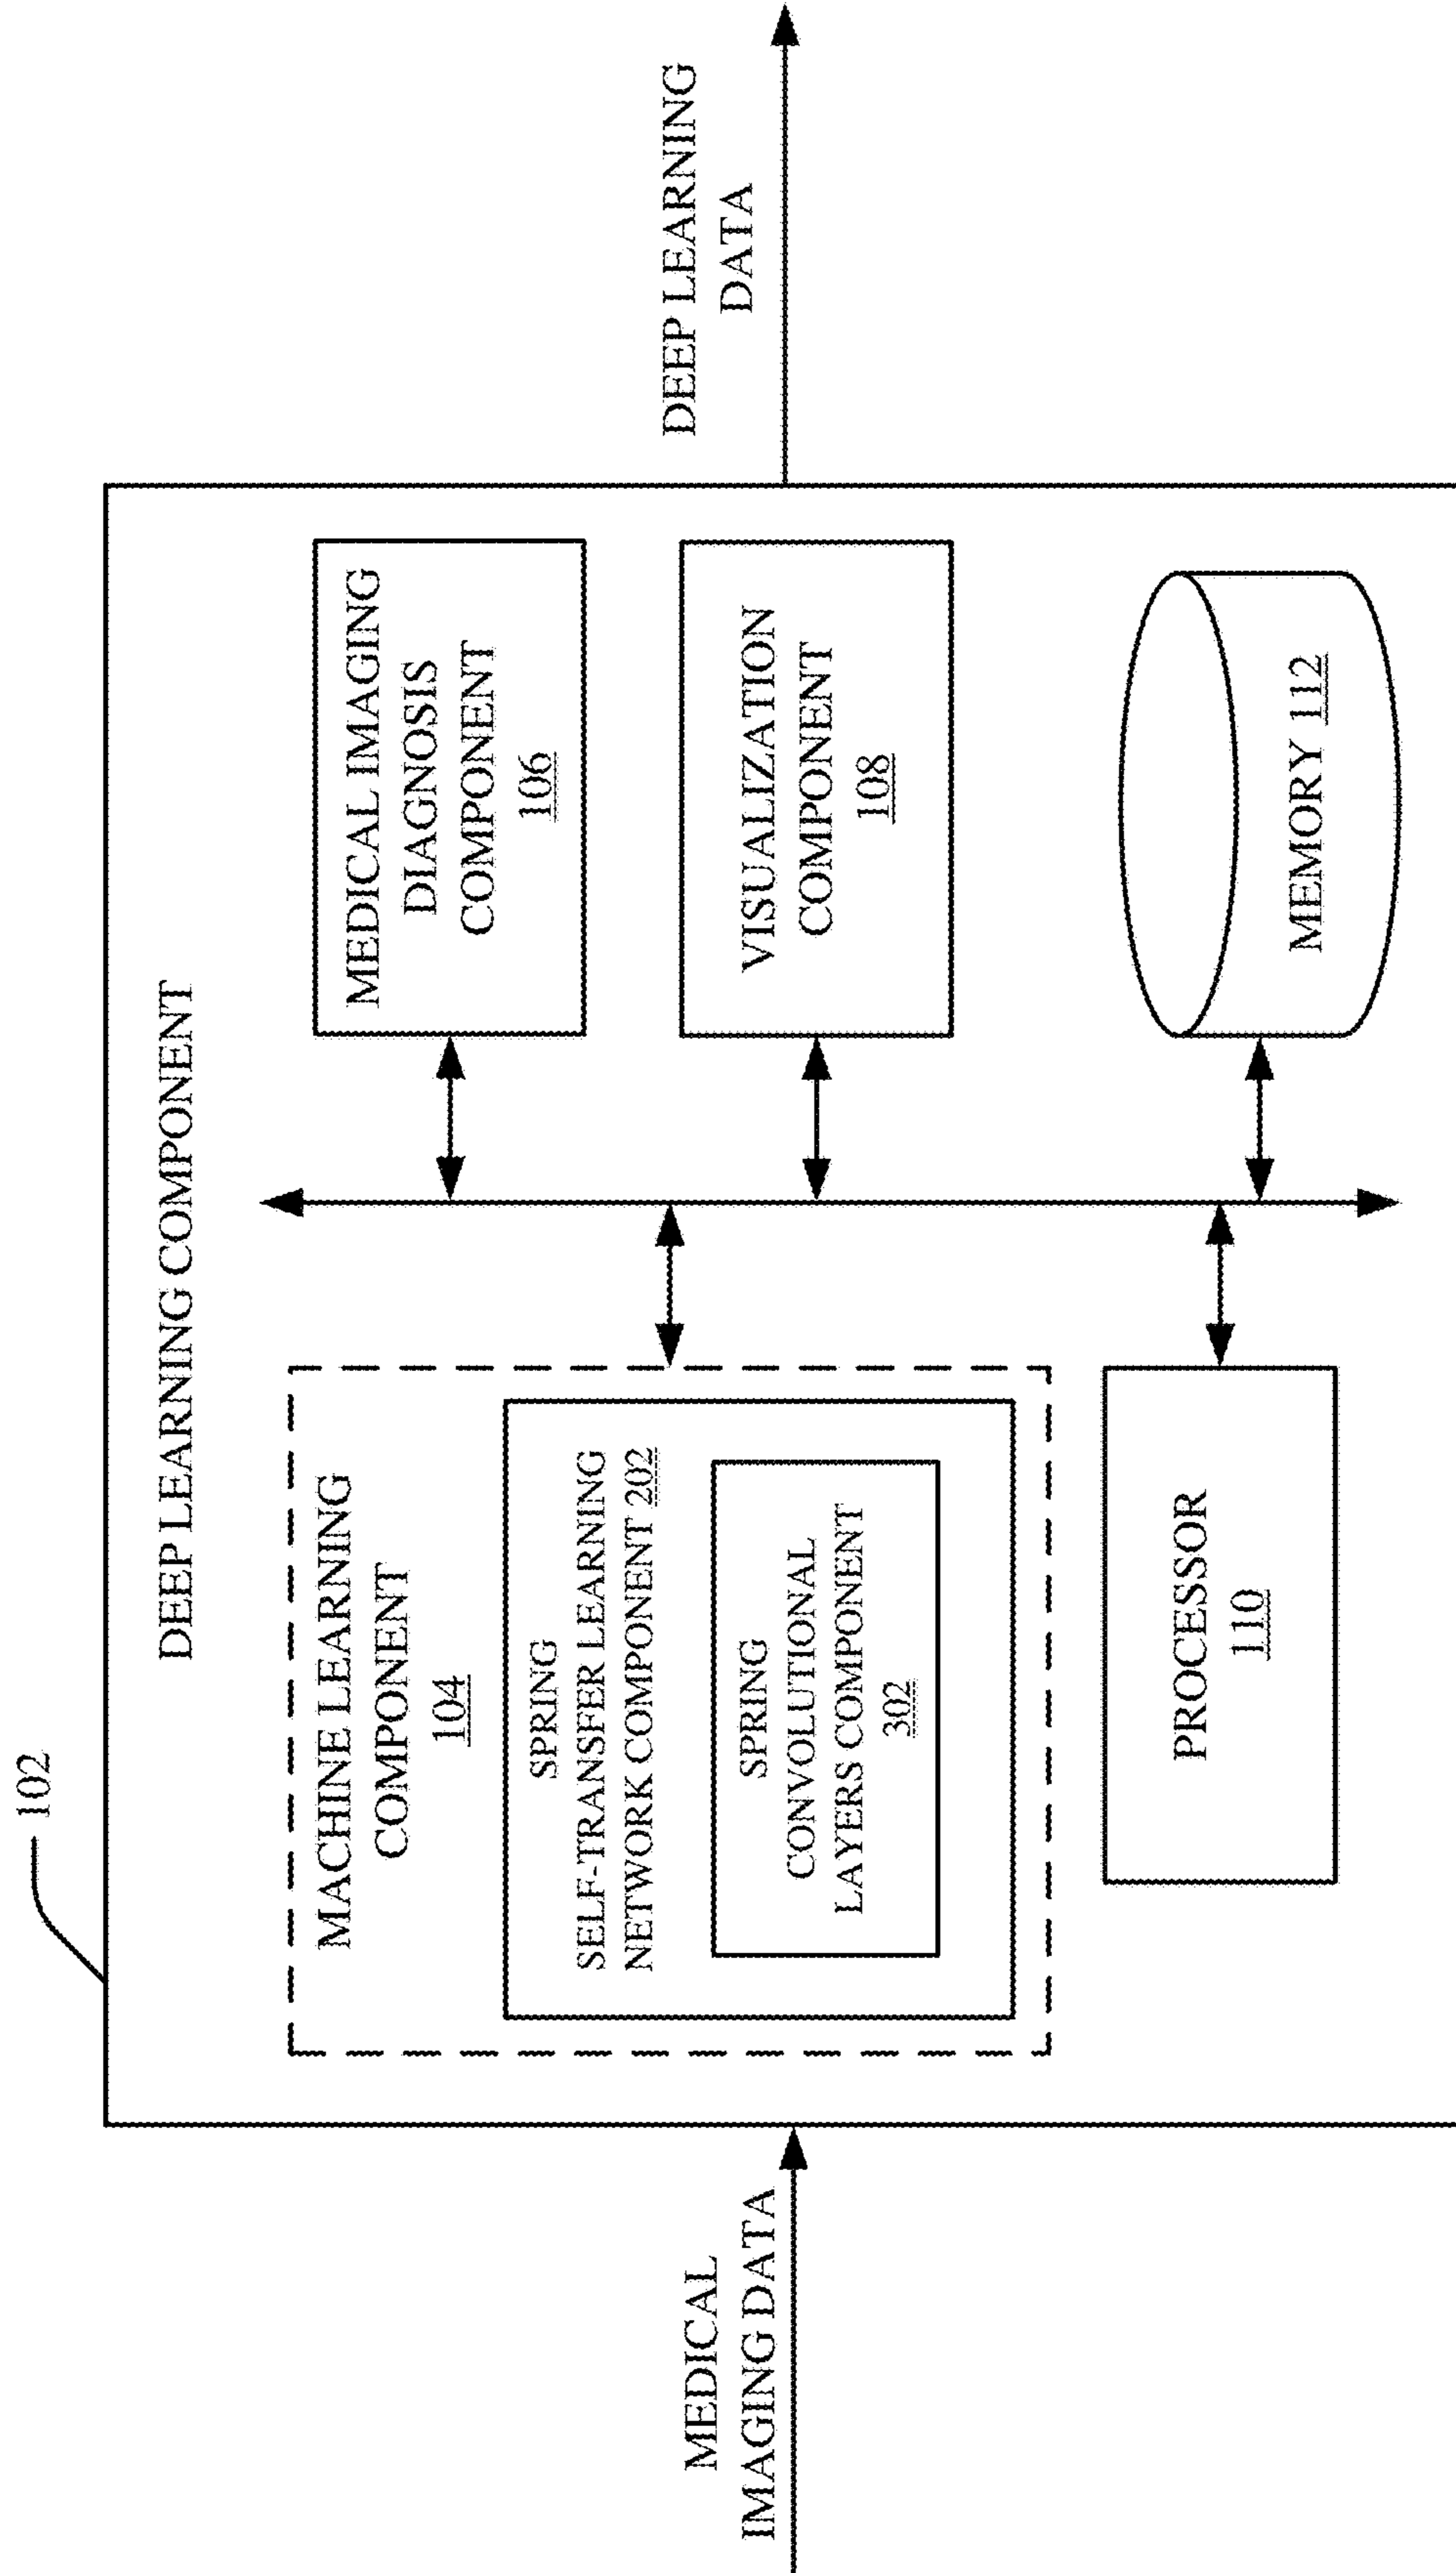 102
DEEP LEARNING COMPONENT
MEDICAL
IMAGING DATA
MACHINE LEARNING
COMPONENT
104
SPRING
SELF-TRANSFER LEARNING
NETWORK COMPONENT 202
SPRING
CONVOLUTIONAL
LAYERS COMPONENT
302
PROCESSOR
110
MEDICAL IMAGING
DIAGNOSIS
COMPONENT
106
VISUALIZATION
COMPONENT
108
MEMORY 112
DEEP LEARNING
DATA